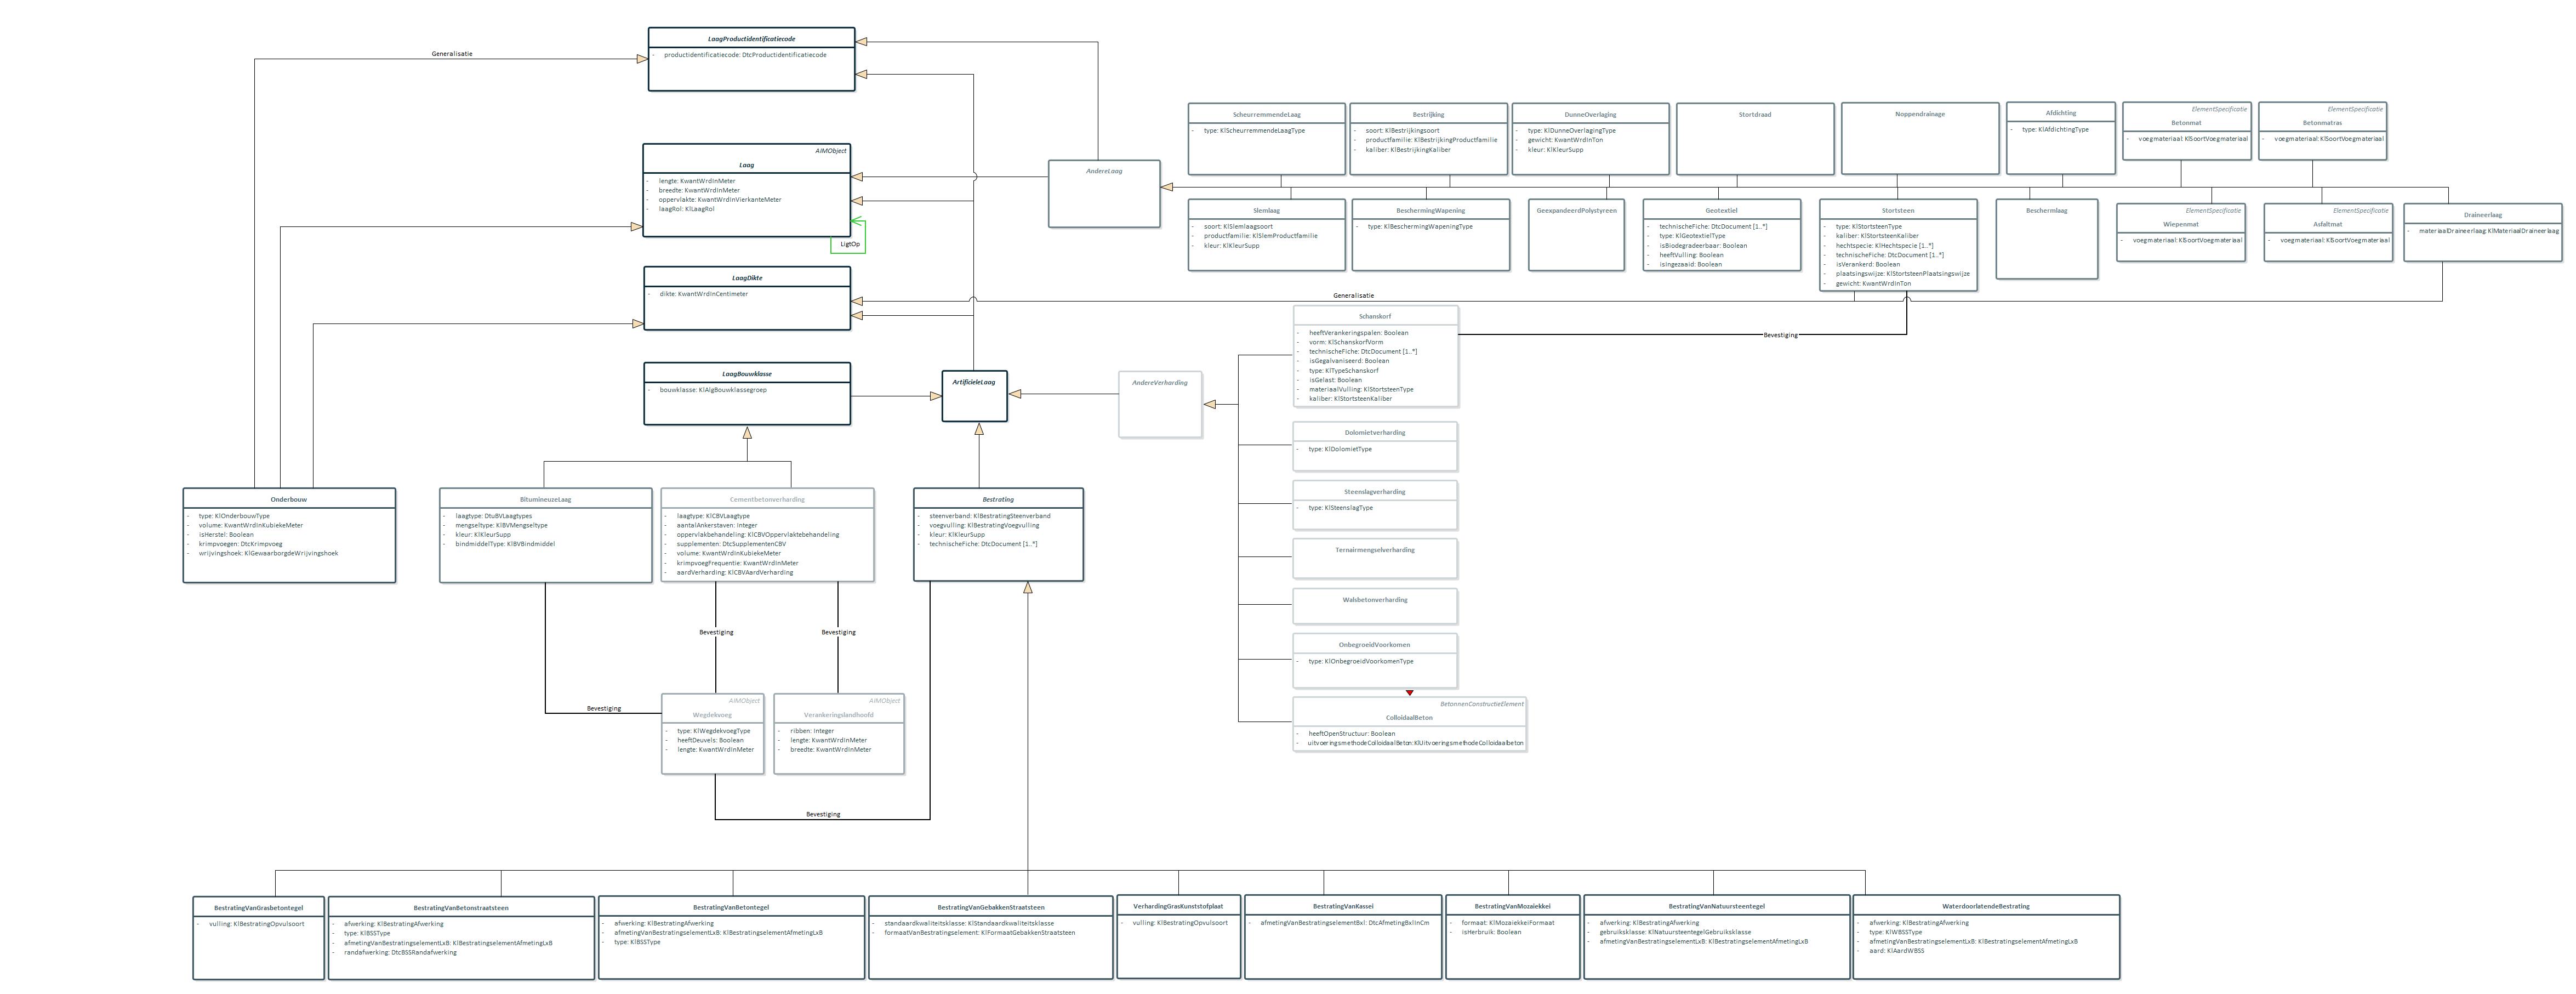 LaagProductidentificatiecode
- productidentificatiecode: DtcProductidentificatiecode
Generalisatie
AIMObject
Laag
- lengte: KwantWrdInMeter
- breedte: KwantWrdInMeter
- oppervlakte: KwantWrdInVierkanteMeter
- laagRol: KlLaagRol
LigtOp
LaagDikte
- dikte: KwantWrdInCentimeter
LaagBouwklasse
- bouwklasse: KlAlgBouwklassegroep
ArtificieleLaag
AndereLaag
AndereVerharding
ScheurremmendeLaag
- type: KlScheurremmendeLaagType
Bestrijking
- soort: KlBestrijkingsoort
- productfamilie: KlBestrijkingProductfamilie
- kaliber: KlBestrijkingKaliber
DunneOverlaging
- type: KlDunneOverlagingType
- gewicht: KwantWrdInTon
- kleur: KlKleurSupp
Stortdraad
Noppendrainage
Afdichting
- type: KlAfdichtingType
ElementSpecificatie
Betonmat
- voegmateriaal: KlSoortVoegmateriaal
ElementSpecificatie
Betonmatras
- voegmateriaal: KlSoortVoegmateriaal
Slemlaag
- soort: KlSlemlaagsoort
- productfamilie: KlSlemProductfamilie
- kleur: KlKleurSupp
BeschermingWapening
- type: KlBeschermingWapeningType
GeexpandeerdPolystyreen
Geotextiel
- technischeFiche: DtcDocument [1..*]
- type: KlGeotextielType
- isBiodegradeerbaar: Boolean
- heeftVulling: Boolean
- isIngezaaid: Boolean
Stortsteen
- type: KlStortsteenType
- kaliber: KlStortsteenKaliber
- hechtspecie: KlHechtspecie [1..*]
- technischeFiche: DtcDocument [1..*]
- isVerankerd: Boolean
- plaatsingswijze: KlStortsteenPlaatsingswijze
- gewicht: KwantWrdInTon
Beschermlaag
ElementSpecificatie
Wiepenmat
- voegmateriaal: KlSoortVoegmateriaal
ElementSpecificatie
Asfaltmat
- voegmateriaal: KlSoortVoegmateriaal
Draineerlaag
- materiaalDraineerlaag: KlMateriaalDraineerlaag
Generalisatie
Bevestiging
Schanskorf
- heeftVerankeringspalen: Boolean
- vorm: KlSchanskorfVorm
- technischeFiche: DtcDocument [1..*]
- isGegalvaniseerd: Boolean
- type: KlTypeSchanskorf
- isGelast: Boolean
- materiaalVulling: KlStortsteenType
- kaliber: KlStortsteenKaliber
Dolomietverharding
- type: KlDolomietType
Steenslagverharding
- type: KlSteenslagType
Ternairmengselverharding
Walsbetonverharding
OnbegroeidVoorkomen
- type: KlOnbegroeidVoorkomenType
BetonnenConstructieElement
ColloidaalBeton
- heeftOpenStructuur: Boolean
- uitvoeringsmethodeColloidaalBeton: KlUitvoeringsmethodeColloidaalbeton
Onderbouw
- type: KlOnderbouwType
- volume: KwantWrdInKubiekeMeter
- isHerstel: Boolean
- krimpvoegen: DtcKrimpvoeg
- wrijvingshoek: KlGewaarborgdeWrijvingshoek
BitumineuzeLaag
- laagtype: DtuBVLaagtypes
- mengseltype: KlBVMengseltype
- kleur: KlKleurSupp
- bindmiddelType: KlBVBindmiddel
Cementbetonverharding
- laagtype: KlCBVLaagtype
- aantalAnkerstaven: Integer
- oppervlakbehandeling: KlCBVOppervlaktebehandeling
- supplementen: DtcSupplementenCBV
- volume: KwantWrdInKubiekeMeter
- krimpvoegFrequentie: KwantWrdInMeter
- aardVerharding: KlCBVAardVerharding
Bestrating
- steenverband: KlBestratingSteenverband
- voegvulling: KlBestratingVoegvulling
- kleur: KlKleurSupp
- technischeFiche: DtcDocument [1..*]
Bevestiging
Bevestiging
Bevestiging
AIMObject
Wegdekvoeg
- type: KlWegdekvoegType
- heeftDeuvels: Boolean
- lengte: KwantWrdInMeter
AIMObject
Verankeringslandhoofd
- ribben: Integer
- lengte: KwantWrdInMeter
- breedte: KwantWrdInMeter
Bevestiging
BestratingVanGrasbetontegel
- vulling: KlBestratingOpvulsoort
BestratingVanBetonstraatsteen
- afwerking: KlBestratingAfwerking
- type: KlBSSType
- afmetingVanBestratingselementLxB: KlBestratingselementAfmetingLxB
- randafwerking: DtcBSSRandafwerking
BestratingVanBetontegel
- afwerking: KlBestratingAfwerking
- afmetingVanBestratingselementLxB: KlBestratingselementAfmetingLxB
- type: KlBSSType
BestratingVanGebakkenStraatsteen
- standaardkwaliteitsklasse: KlStandaardkwaliteitsklasse
- formaatVanBestratingselement: KlFormaatGebakkenStraatsteen
VerhardingGrasKunststofplaat
- vulling: KlBestratingOpvulsoort
BestratingVanKassei
- afmetingVanBestratingselementBxl: DtcAfmetingBxlInCm
BestratingVanMozaiekkei
- formaat: KlMozaiekkeiFormaat
- isHerbruik: Boolean
BestratingVanNatuursteentegel
- afwerking: KlBestratingAfwerking
- gebruiksklasse: KlNatuursteentegelGebruiksklasse
- afmetingVanBestratingselementLxB: KlBestratingselementAfmetingLxB
WaterdoorlatendeBestrating
- afwerking: KlBestratingAfwerking
- type: KlWBSSType
- afmetingVanBestratingselementLxB: KlBestratingselementAfmetingLxB
- aard: KlAardWBSS